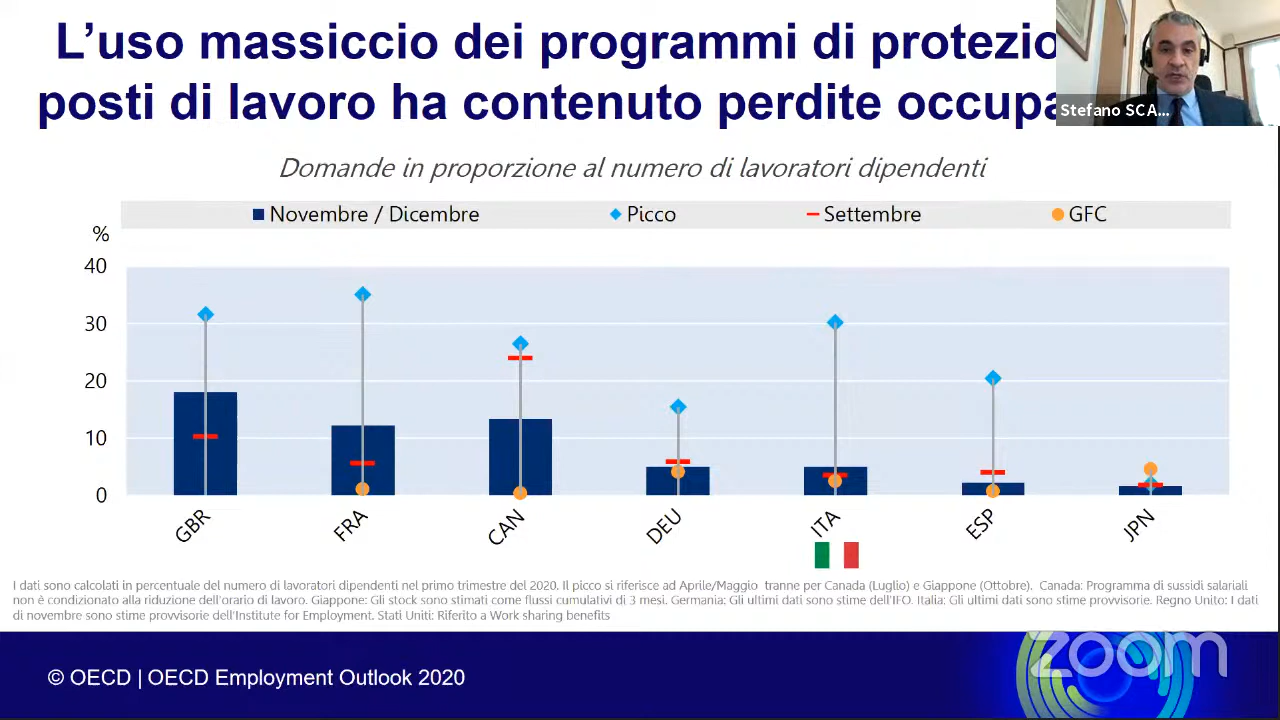 L’uso massiccio dei programmi di protezio
posti di lavoro ha contenuto perdite occupa
Stefano SCA...
Domande in proporzione al numero di lavoratori dipendenti
Novembre / Dicembre Picco Settembre GFC
%
40
30
20
10
0
GBR FRA CAN DEU ITA ESP JPN
I dati sono calcolati in percentuale del numero di lavoratori dipendenti nel primo trimestre del 2020. Il picco si riferisce ad Aprile/Maggio tranne per Canada (Luglio) e Giappone (Ottobre). Canada: Programma di sussidi salariali
non è condizionato alla riduzione dell’orario di lavoro. Giappone: Gli stock sono stimati come flussi cumulativi di 3 mesi. Germania: Gli ultimi dati sono stime dell’IFO. Italia: Gli ultimi dati sono stime provvisorie. Regno Unito: I dati
di novembre sono stime provvisorie dell’Institute for Employment. Stati Uniti: Riferito a Work sharing benefits
© OECD | OECD Employment Outlook 2020
zoom